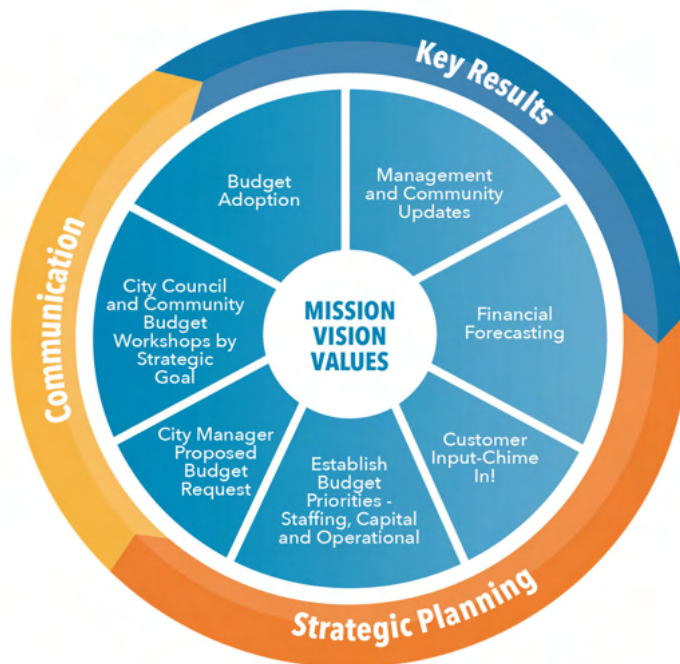 Key Results
Budget
Adoption
Management
and Community
Updates
Communication
City Council
and Community
Budget
Workshops by
Strategic
Goal
MISSION
VISION
VALUES
Financial
Forecasting
City Manager
Proposed
Budget
Request
Establish
Budget
Priorities -
Staffing, Capital
and Operational
Customer
Input-Chime
In!
Strategic Planning